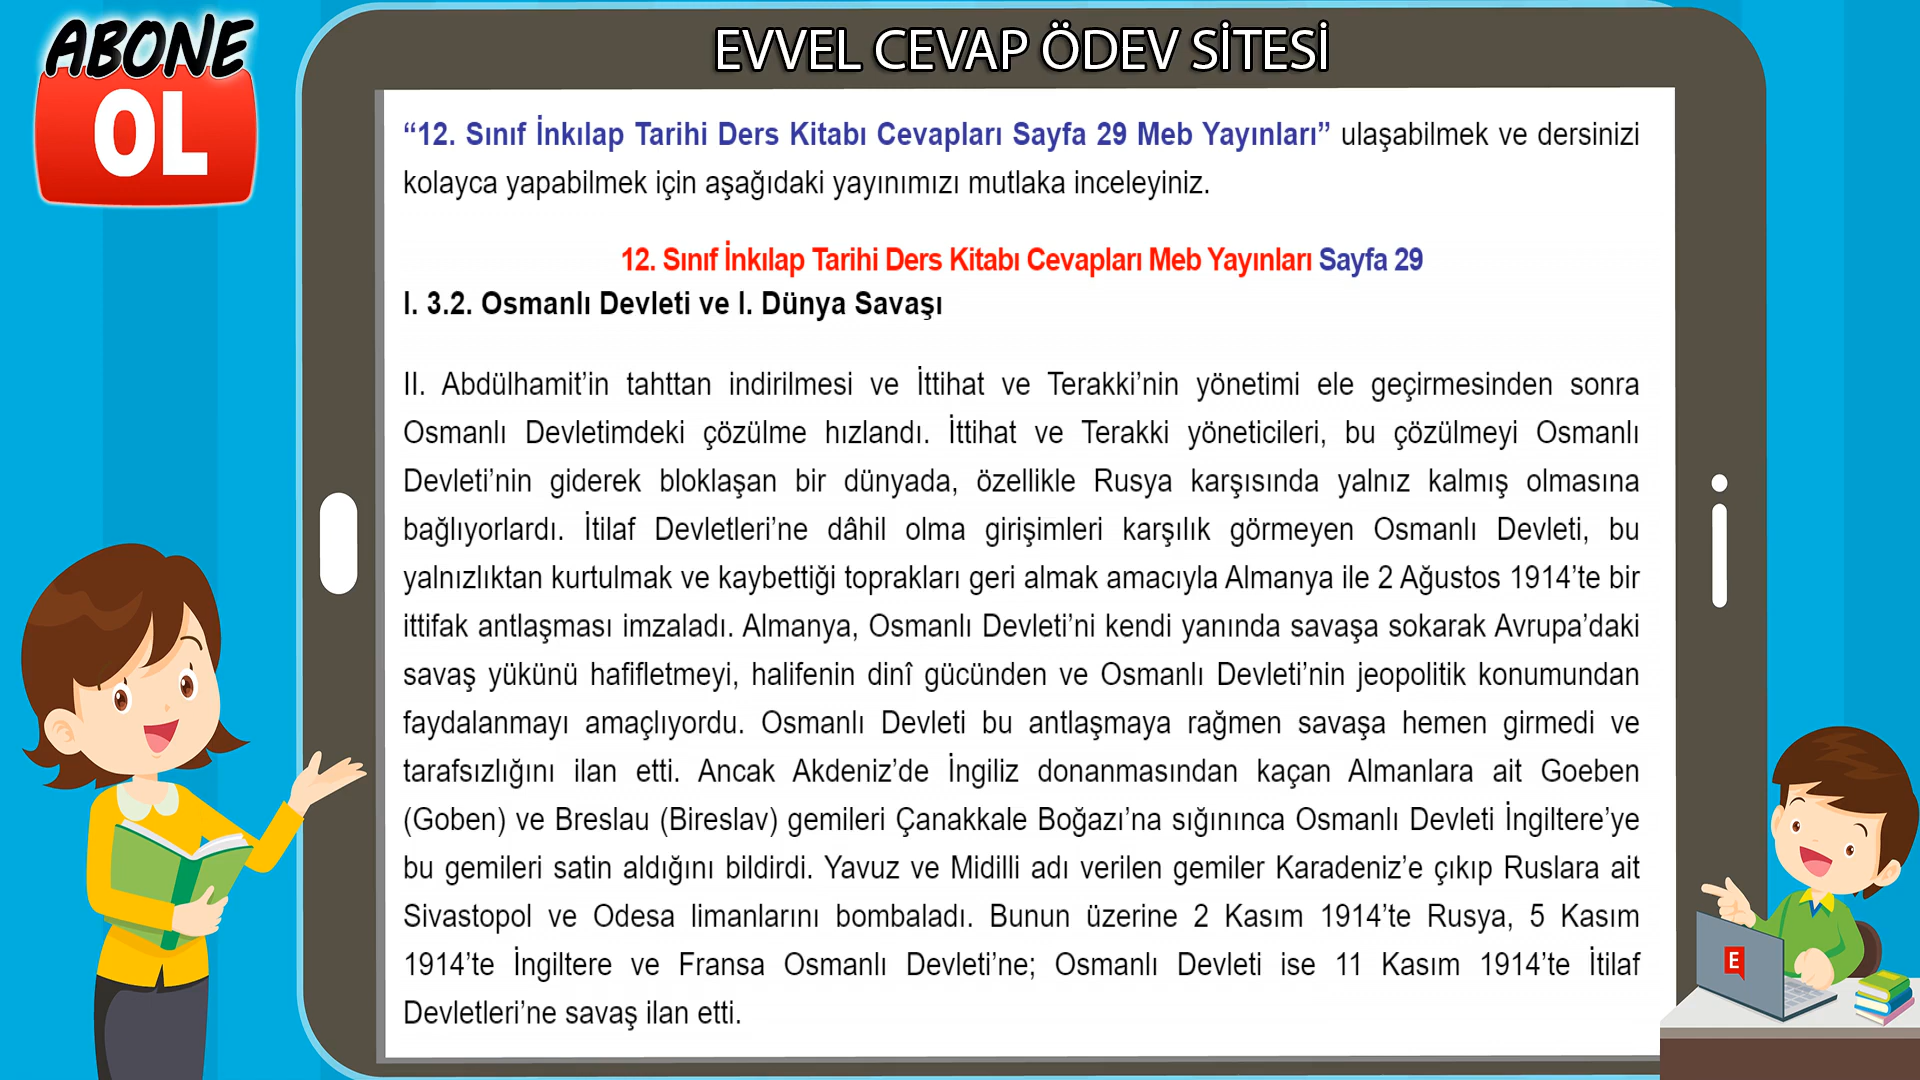 ABONE
OL
EVVEL CEVAP ÖDEV SİTESİ
“12. Sınıf İnkılap Tarihi Ders Kitabı Cevapları Sayfa 29 Meb Yayınları” ulaşabilmek ve dersinizi
kolayca yapabilmek için aşağıdaki yayınımızı mutlaka inceleyiniz.
12. Sınıf İnkılap Tarihi Ders Kitabı Cevapları Meb Yayınları Sayfa 29
I. 3.2. Osmanlı Devleti ve I. Dünya Savaşı
II. Abdülhamit’in tahttan indirilmesi ve İttihat ve Terakki’nin yönetimi ele geçirmesinden sonra
Osmanlı Devletimdeki çözülme hızlandı. İttihat ve Terakki yöneticileri, bu çözülmeyi Osmanlı
Devleti’nin giderek bloklaşan bir dünyada, özellikle Rusya karşısında yalnız kalmış olmasına
bağlıyorlardı. İtilaf Devletleri’ne dâhil olma girişimleri karşılık görmeyen Osmanlı Devleti, bu
yalnızlıktan kurtulmak ve kaybettiği toprakları geri almak amacıyla Almanya ile 2 Ağustos 1914’te bir
ittifak antlaşması imzaladı. Almanya, Osmanlı Devleti’ni kendi yanında savaşa sokarak Avrupa’daki
savaş yükünü hafifletmeyi, halifenin dinî gücünden ve Osmanlı Devleti’nin jeopolitik konumundan
faydalanmayı amaçlıyordu. Osmanlı Devleti bu antlaşmaya rağmen savaşa hemen girmedi ve
tarafsızlığını ilan etti. Ancak Akdeniz’de İngiliz donanmasından kaçan Almanlara ait Goeben
(Goben) ve Breslau (Bireslav) gemileri Çanakkale Boğazı’na sığınınca Osmanlı Devleti İngiltere’ye
bu gemileri satin aldığını bildirdi. Yavuz ve Midilli adı verilen gemiler Karadeniz’e çıkıp Ruslara ait
Sivastopol ve Odesa limanlarını bombaladı. Bunun üzerine 2 Kasım 1914’te Rusya, 5 Kasım
1914’te İngiltere ve Fransa Osmanlı Devleti’ne; Osmanlı Devleti ise 11 Kasım 1914’te İtilaf
Devletleri’ne savaş ilan etti.
E